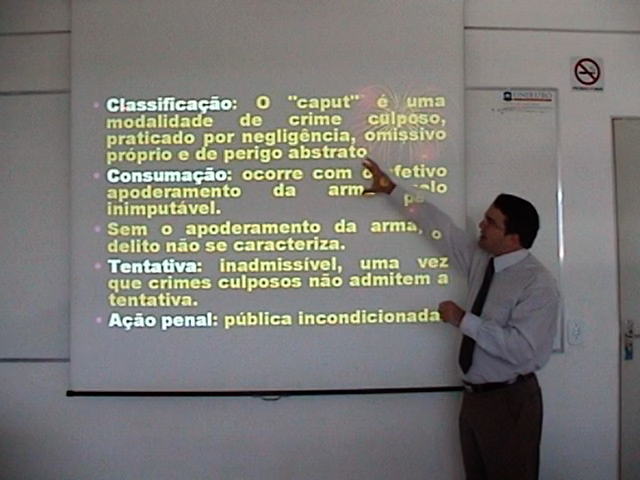 Classificação: O "caput" é uma
modalidade de crime culposo,
praticado por negligência, omissivo
próprio e de perigo abstrato
Consumação: ocorre com o efetivo
apoderamento da arma pelo
inimputável.
Sem o apoderamento da arma, o
delito não se caracteriza.
Tentativa: inadmissível, uma vez
que crimes culposos não admitem a
tentativa.
Ação penal: pública incondicionada